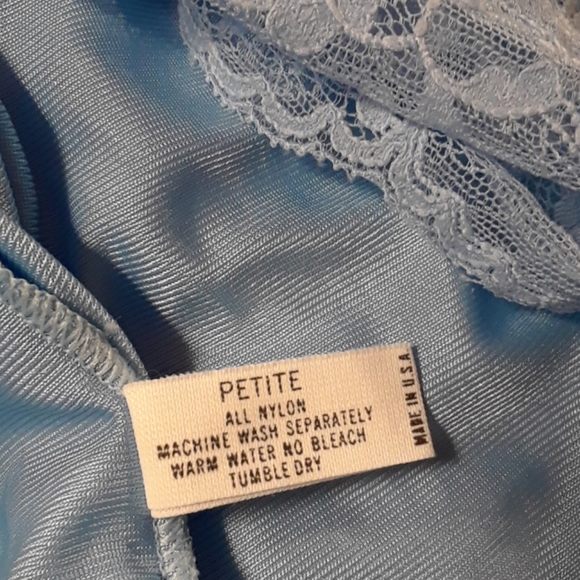 PETITE
ALL NYLON
MACHINE WASH SEPARATELY
WARM WATER NO BLEACH
TUMBLE DRY
MADE IN U.S.A.